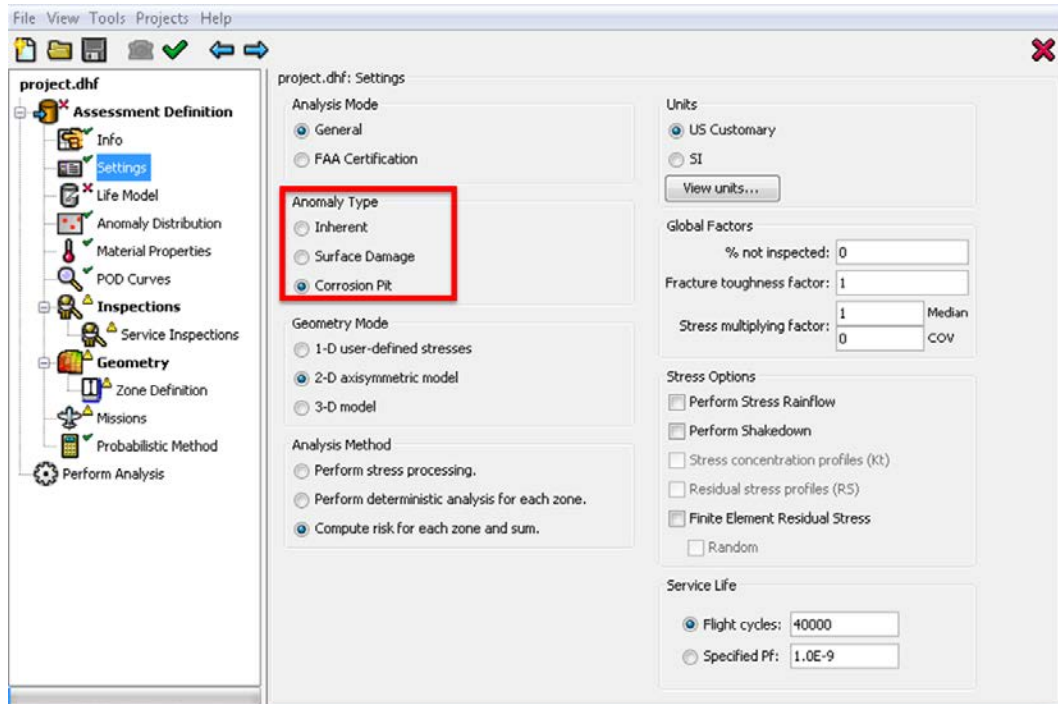 File View Tools Projects Help
project.dhf
Assessment Definition
Info
Settings
Life Model
Anomaly Distribution
Material Properties
POD Curves
Inspections
Service Inspections
Geometry
Zone Definition
Missions
Probabilistic Method
Perform Analysis
project.dhf: Settings
Analysis Mode
General
FAA Certification
Anomaly Type
Inherent
Surface Damage
Corrosion Pit
Geometry Mode
1-D user-defined stresses
2-D axisymmetric model
3-D model
Analysis Method
Perform stress processing.
Perform deterministic analysis for each zone.
Compute risk for each zone and sum.
Units
US Customary
SI
View units...
Global Factors
% not inspected: 0
Fracture toughness factor: 1
Stress multiplying factor: 1 Median
0 COV
Stress Options
Perform Stress Rainflow
Perform Shakedown
Stress concentration profiles (Kt)
Residual stress profiles (RS)
Finite Element Residual Stress
Random
Service Life
Flight cycles: 40000
Specified Pf: 1.0E-9